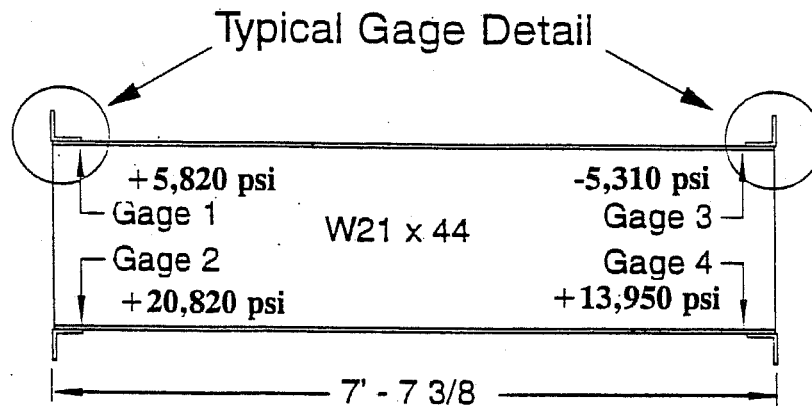 Typical Gage Detail
+5,820 psi
-5,310 psi
Gage 1
W21 x 44
Gage 3
Gage 2
Gage 4
+20,820 psi
+13,950 psi
7' - 7 3/8